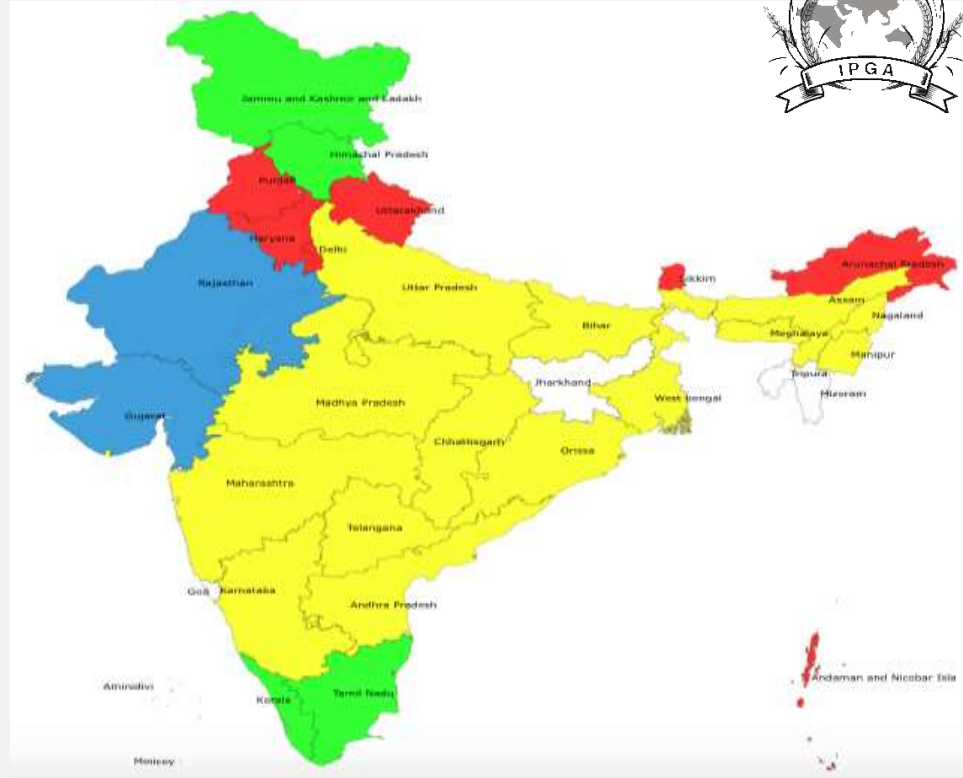 IPGA
Jammu and Kashmir and Ladakh
Himachal Pradesh
Punjab
Uttarakhand
Haryana
Delhi
Arunachal Pradesh
Sikkim
Rajasthan
Uttar Pradesh
Assam
Nagaland
Bihar
Meghalaya
Manipur
Tripura
Jharkhand
Mizoram
West Bengal
Madhya Pradesh
Gujarat
Chhattisgarh
Orissa
Maharashtra
Telangana
Goa
Karnataka
Andhra Pradesh
Andaman and Nicobar Isla
Aminidivi
Kerala
Tamil Nadu
Minicoy